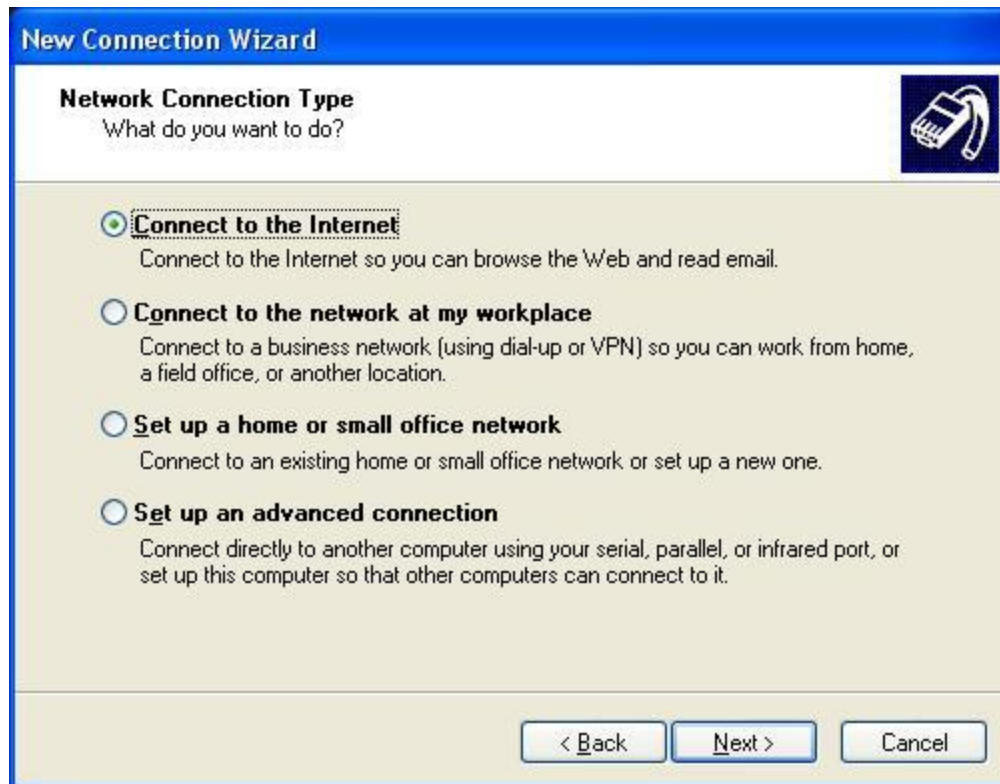 New Connection Wizard
Network Connection Type
What do you want to do?
Connect to the Internet
Connect to the Internet so you can browse the Web and read email.
Connect to the network at my workplace
Connect to a business network (using dial-up or VPN) so you can work from home,
a field office, or another location.
Set up a home or small office network
Connect to an existing home or small office network or set up a new one.
Set up an advanced connection
Connect directly to another computer using your serial, parallel, or infrared port, or
set up this computer so that other computers can connect to it.
< Back Next > Cancel